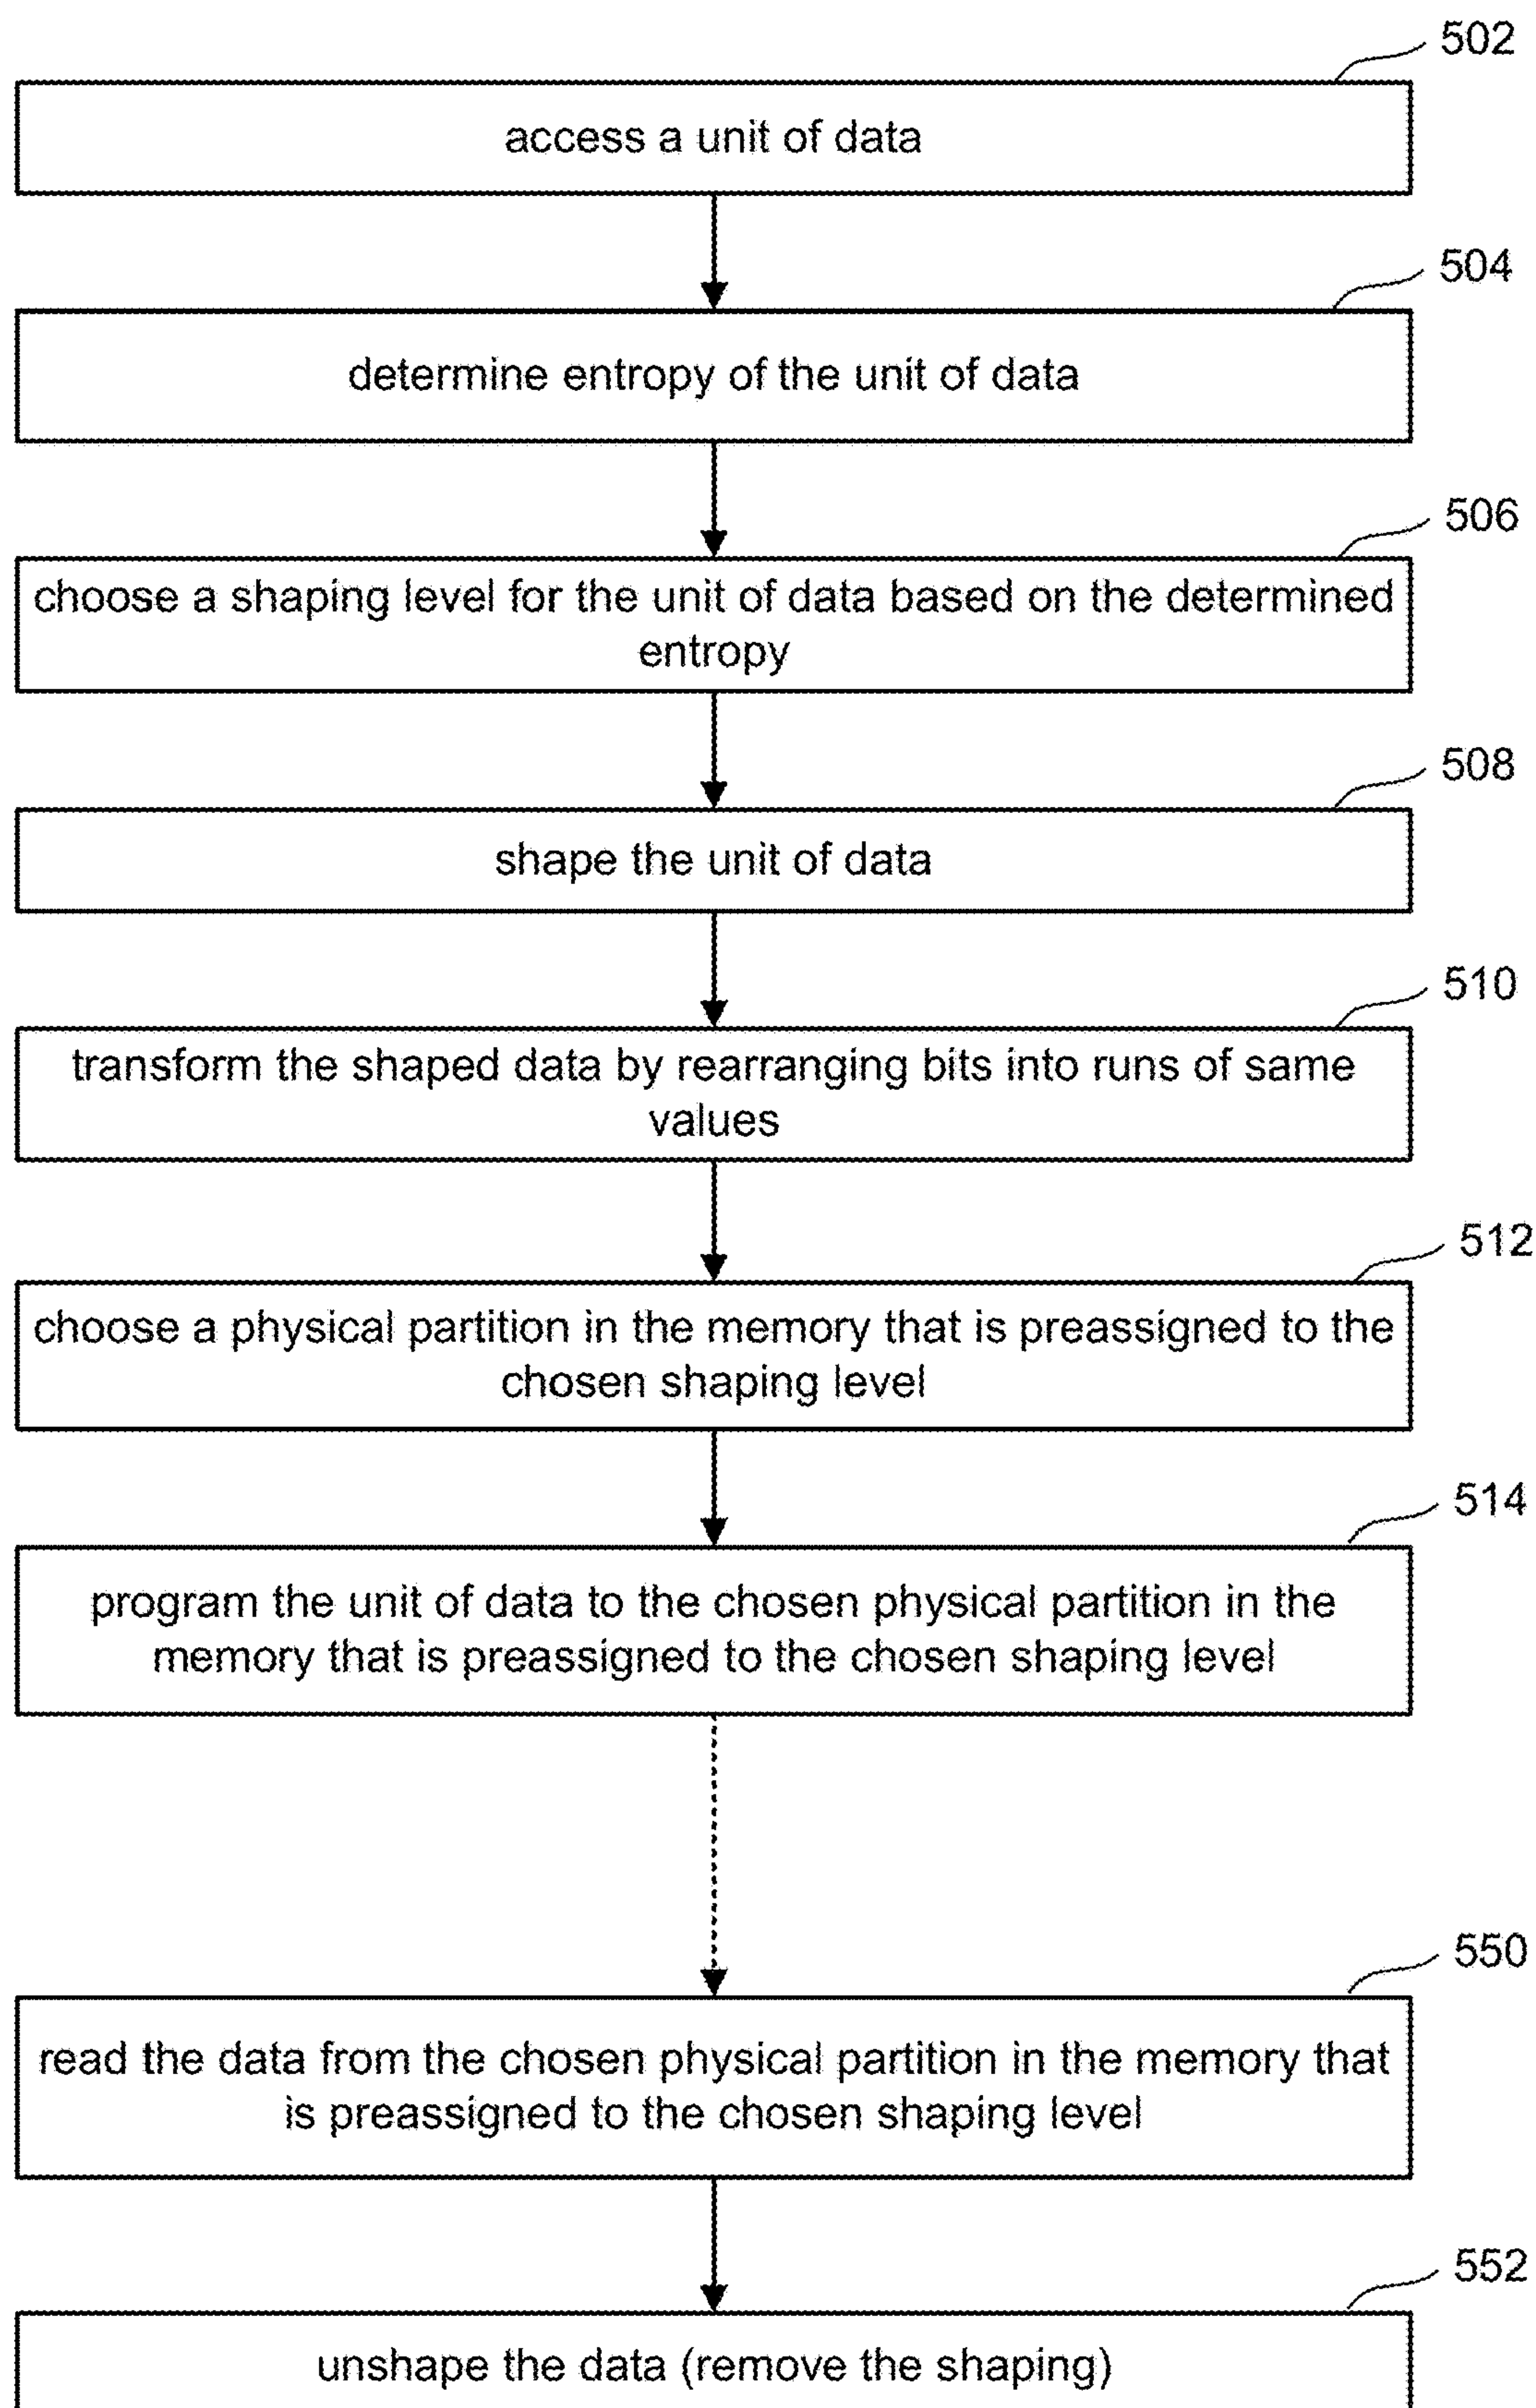 502
access a unit of data
504
determine entropy of the unit of data
506
choose a shaping level for the unit of data based on the determined
entropy
508
shape the unit of data
510
transform the shaped data by rearranging bits into runs of same
values
512
choose a physical partition in the memory that is preassigned to the
chosen shaping level
514
program the unit of data to the chosen physical partition in the
memory that is preassigned to the chosen shaping level
550
read the data from the chosen physical partition in the memory that
is preassigned to the chosen shaping level
552
unshape the data (remove the shaping)